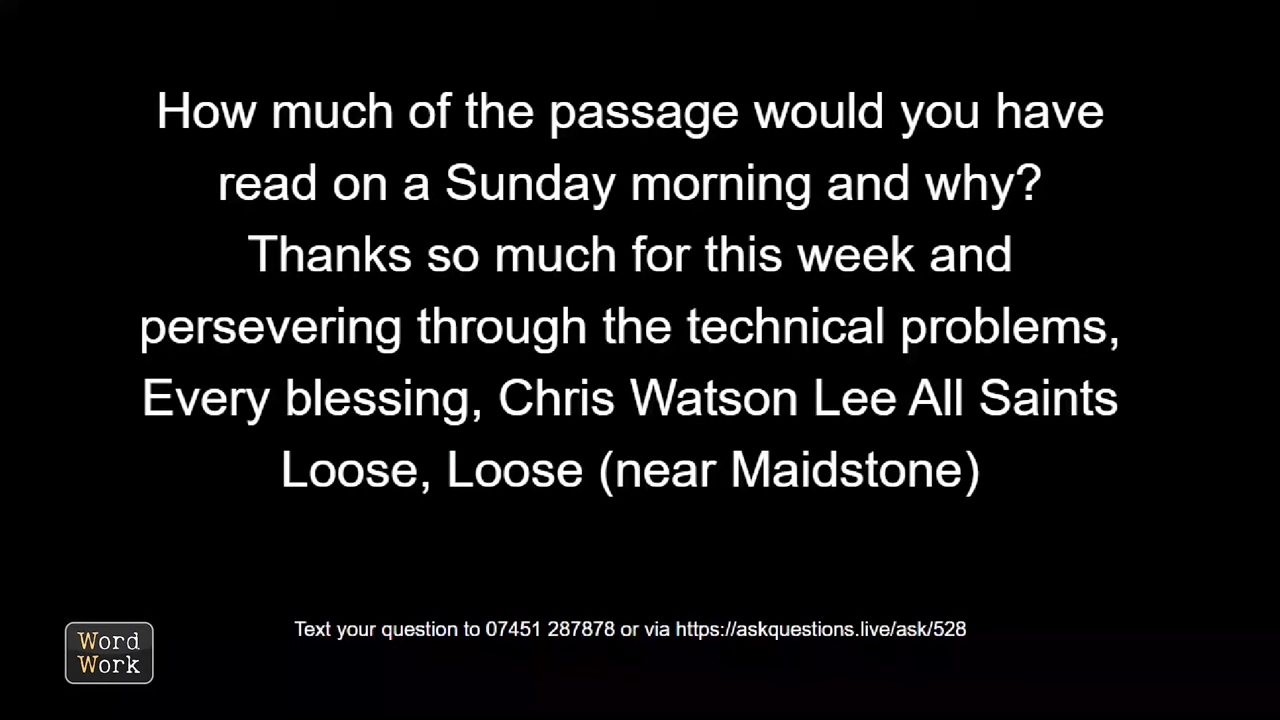 How much of the passage would you have
read on a Sunday morning and why?
Thanks so much for this week and
persevering through the technical problems,
Every blessing, Chris Watson Lee All Saints
Loose, Loose (near Maidstone)
Text your question to 07451 287878 or via https://askquestions.live/ask/528
Word
Work